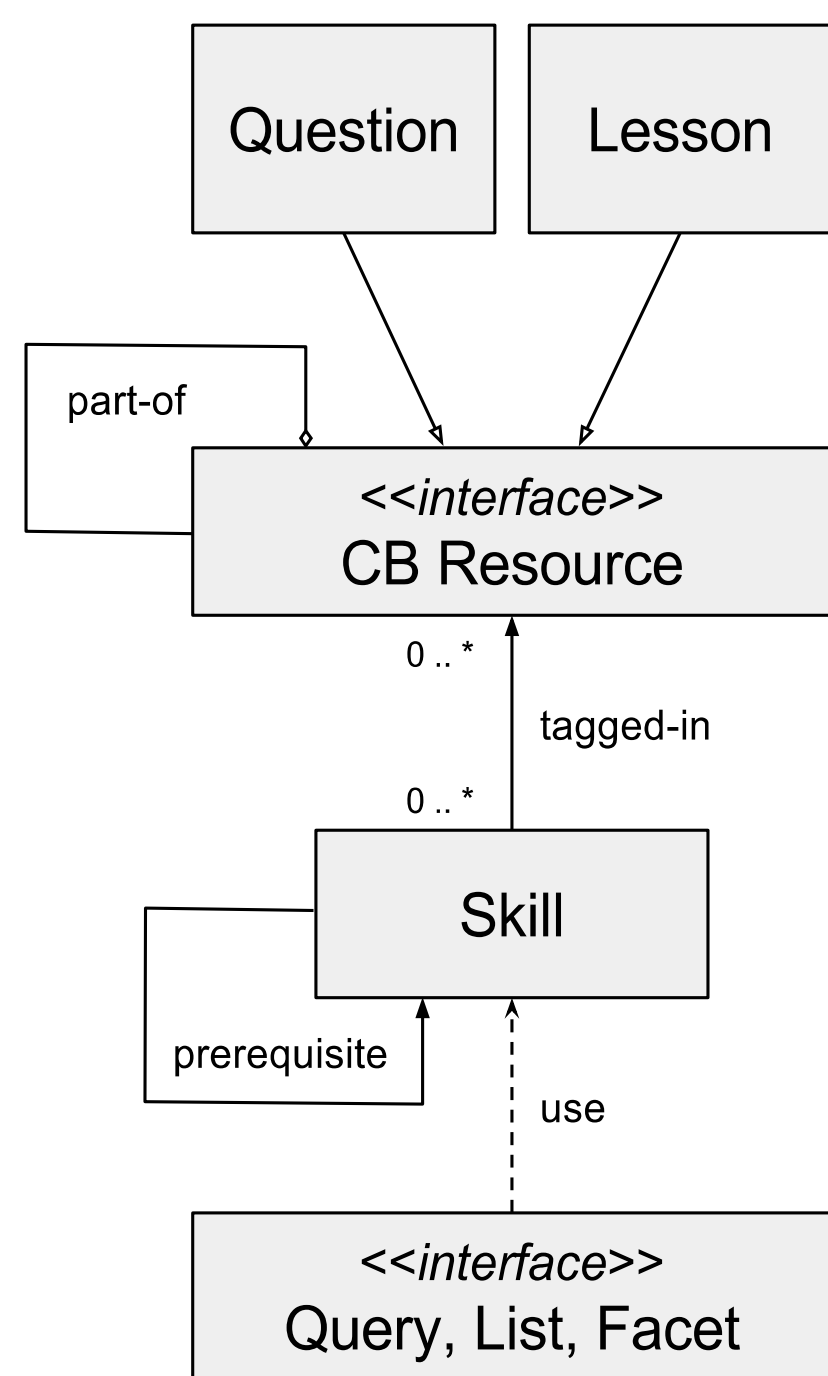 Question
Lesson
part-of
<<interface>>
CB Resource
0 .. *
tagged-in
0 .. *
Skill
prerequisite
use
<<interface>>
Query, List, Facet